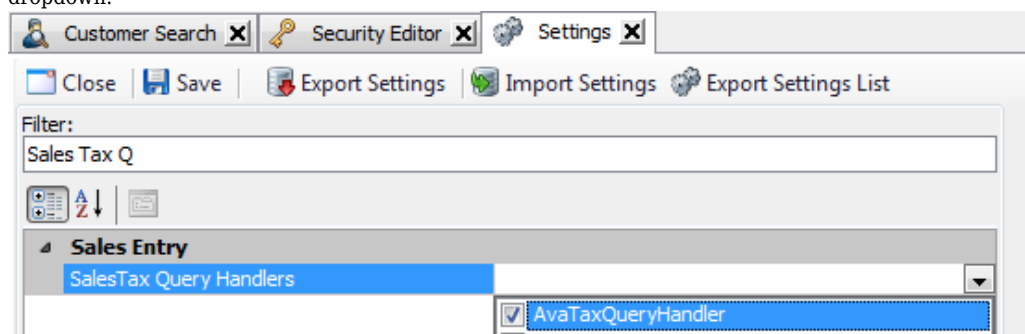 dropdown.
Customer Search Security Editor Settings
Close Save Export Settings Import Settings Export Settings List
Filter:
Sales Tax Q
Sales Entry
SalesTax Query Handlers
AvaTaxQueryHandler